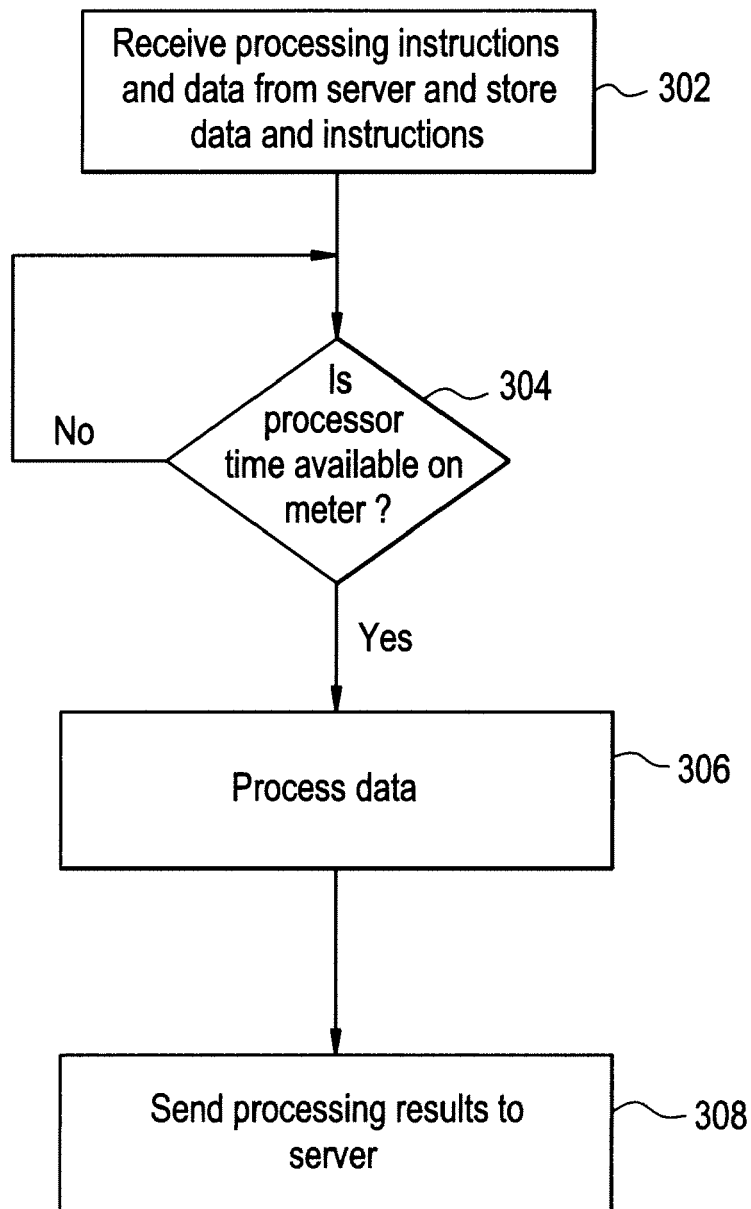 Receive processing instructions
and data from server and store
data and instructions
302
Is
processor
time available on
meter ?
304
No
Yes
Process data
306
Send processing results to
server
308